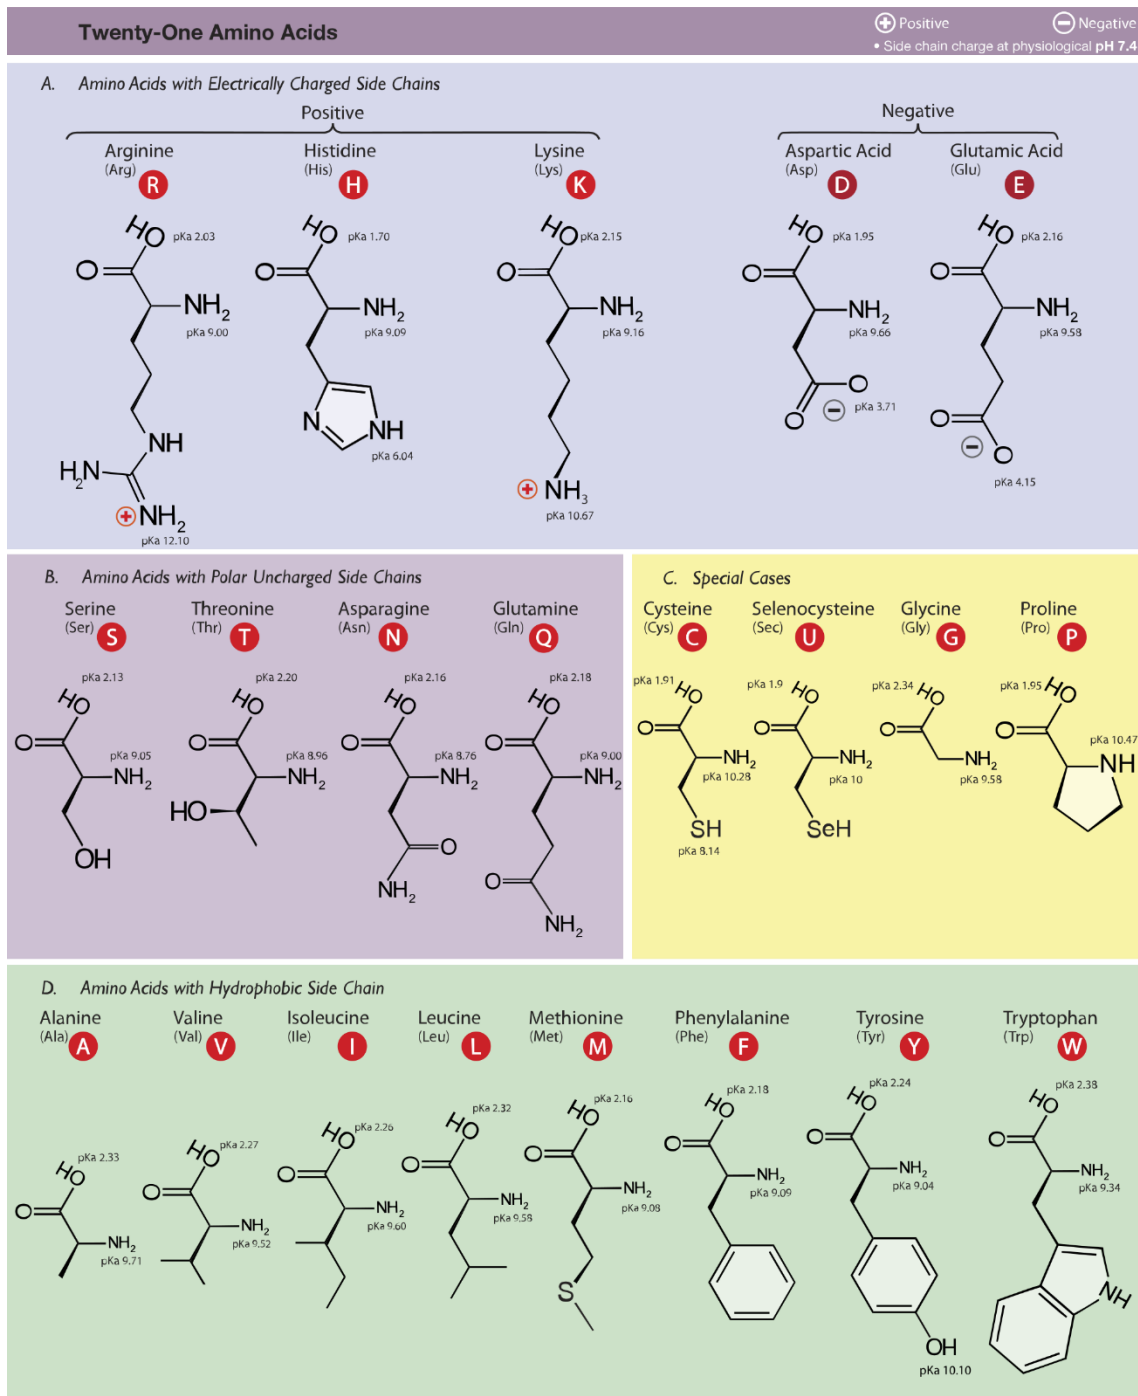 Twenty-One Amino Acids
+ Positive
− Negative
• Side chain charge at physiological pH 7.4
A. Amino Acids with Electrically Charged Side Chains
Positive
Negative
Arginine
(Arg)
R
Histidine
(His)
H
Lysine
(Lys)
K
Aspartic Acid
(Asp)
D
Glutamic Acid
(Glu)
E
HO
pKa 2.03
O
NH2
pKa 9.00
NH
H2N
+
NH2
pKa 12.10
HO
pKa 1.70
O
NH2
pKa 9.09
N
NH
pKa 6.04
HO
pKa 2.15
O
NH2
pKa 9.16
+
NH3
pKa 10.67
HO
pKa 1.95
O
NH2
pKa 9.66
O
O
−
pKa 3.71
HO
pKa 2.16
O
NH2
pKa 9.58
O
−
O
pKa 4.15
B. Amino Acids with Polar Uncharged Side Chains
Serine
(Ser)
S
Threonine
(Thr)
T
Asparagine
(Asn)
N
Glutamine
(Gln)
Q
pKa 2.13
HO
O
pKa 9.05
NH2
OH
pKa 2.20
HO
O
pKa 8.96
NH2
HO
pKa 2.16
HO
O
pKa 8.76
NH2
O
NH2
pKa 2.18
HO
O
pKa 9.00
NH2
O
NH2
C. Special Cases
Cysteine
(Cys)
C
Selenocysteine
(Sec)
U
Glycine
(Gly)
G
Proline
(Pro)
P
pKa 1.91
HO
O
NH2
pKa 10.28
SH
pKa 8.14
pKa 1.9
HO
O
NH2
pKa 10
SeH
pKa 2.34
HO
O
NH2
pKa 9.58
pKa 1.95
HO
O
pKa 10.47
NH
D. Amino Acids with Hydrophobic Side Chain
Alanine
(Ala)
A
Valine
(Val)
V
Isoleucine
(Ile)
I
Leucine
(Leu)
L
Methionine
(Met)
M
Phenylalanine
(Phe)
F
Tyrosine
(Tyr)
Y
Tryptophan
(Trp)
W
pKa 2.33
HO
O
NH2
pKa 9.71
pKa 2.27
HO
O
NH2
pKa 9.52
pKa 2.26
HO
O
NH2
pKa 9.60
pKa 2.32
HO
O
NH2
pKa 9.58
pKa 2.16
HO
O
NH2
pKa 9.08
S
pKa 2.18
HO
O
NH2
pKa 9.09
pKa 2.24
HO
O
NH2
pKa 9.04
OH
pKa 10.10
pKa 2.38
HO
O
NH2
pKa 9.34
NH